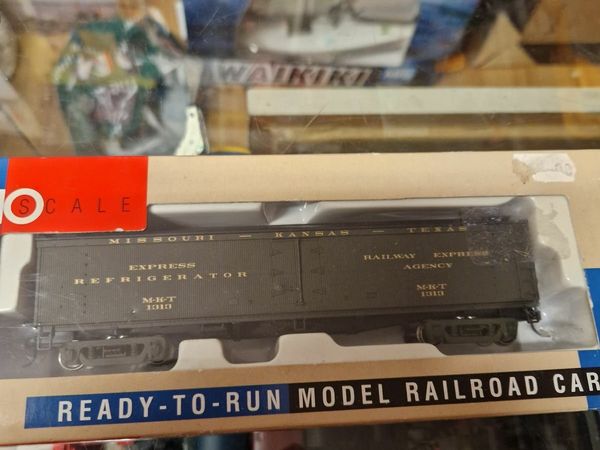 WAIKIKI
SCALE
MISSOURI — KANSAS — TEXAS
EXPRESS
REFRIGERATOR
M-K-T
1313
RAILWAY EXPRESS
AGENCY
M-K-T
1313
READY-TO-RUN MODEL RAILROAD CAR